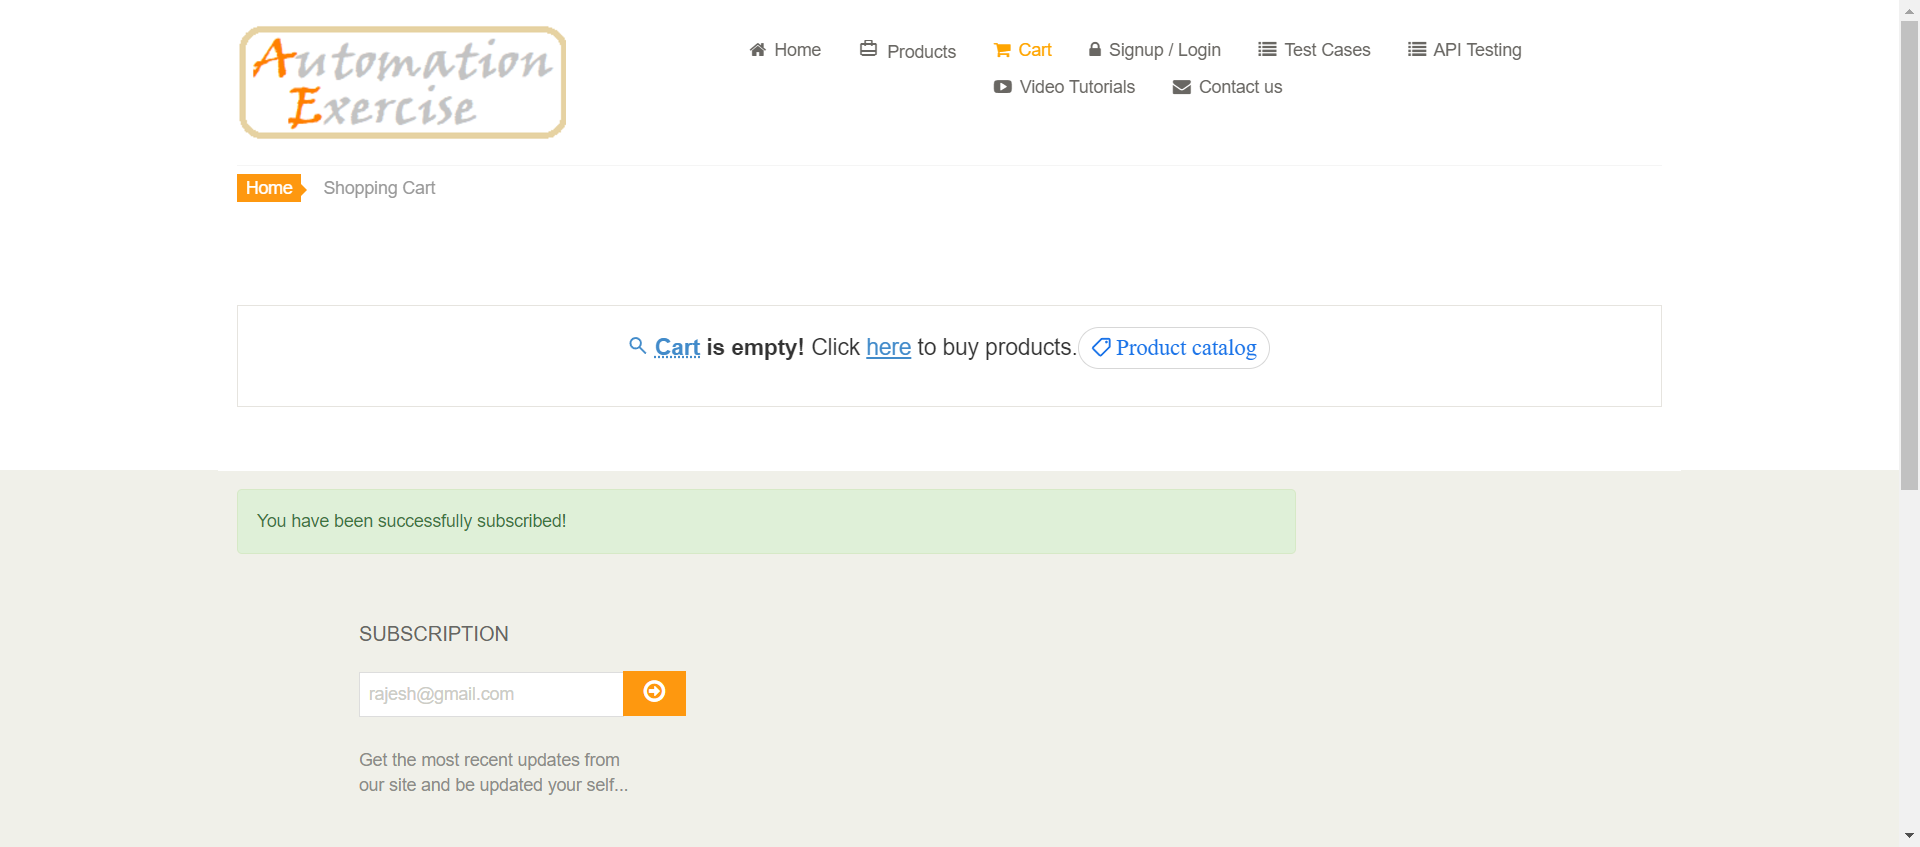 Automation
Exercise
Home Products Cart Signup / Login Test Cases API Testing
Video Tutorials Contact us
Home Shopping Cart
Cart is empty! Click here to buy products. Product catalog
You have been successfully subscribed!
SUBSCRIPTION
rajesh@gmail.com
Get the most recent updates from
our site and be updated your self...